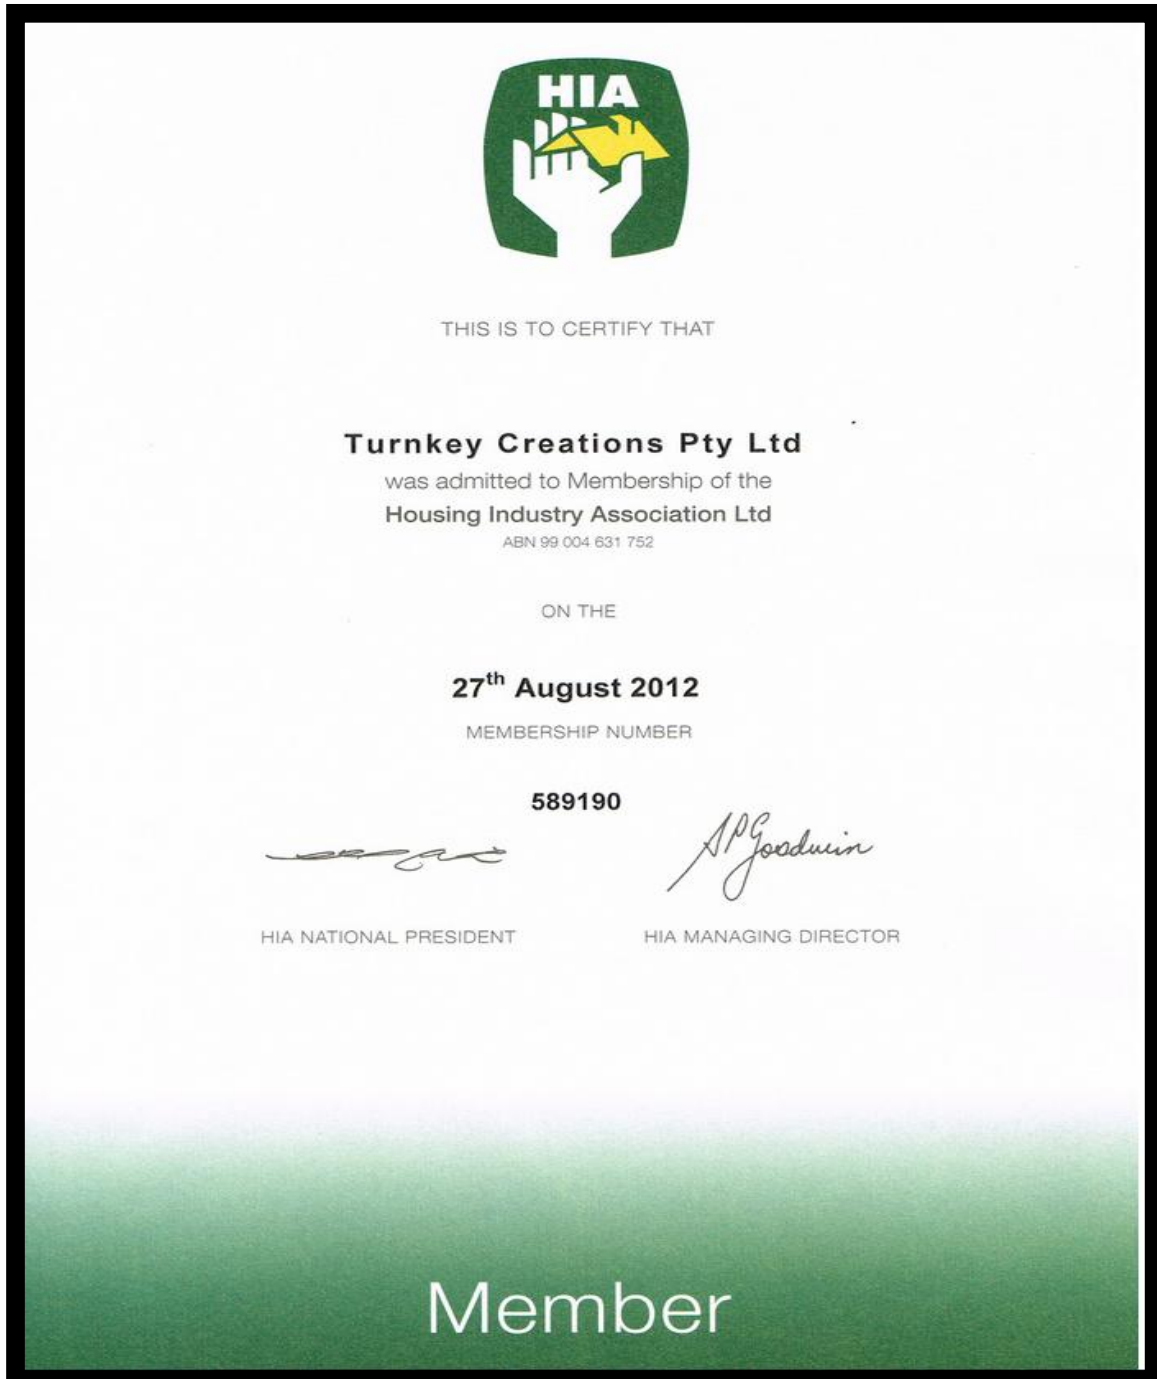 HIA
THIS IS TO CERTIFY THAT
Turnkey Creations Pty Ltd
was admitted to Membership of the
Housing Industry Association Ltd
ABN 99 004 631 752
ON THE
27th August 2012
MEMBERSHIP NUMBER
589190
SPGoodwin
HIA NATIONAL PRESIDENT HIA MANAGING DIRECTOR
Member